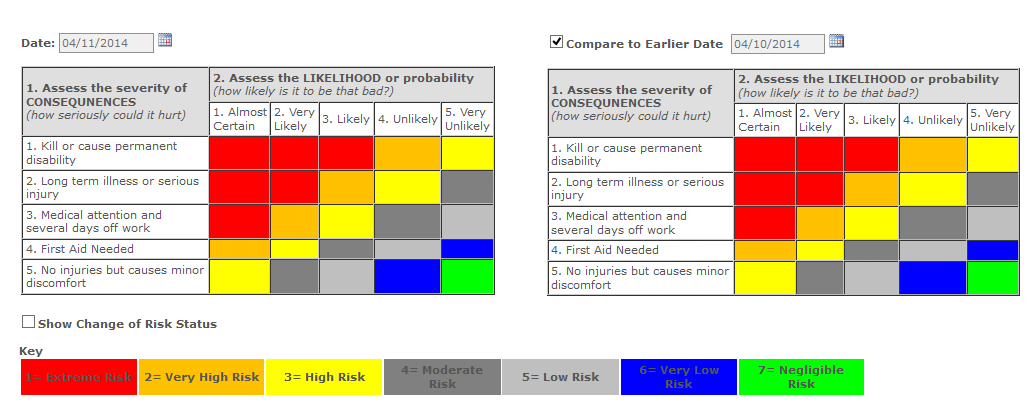 Date: 04/11/2014
Compare to Earlier Date 04/10/2014
1. Assess the severity of
CONSEQUNENCES
(how seriously could it hurt)
2. Assess the LIKELIHOOD or probability
(how likely is it to be that bad?)
1. Almost
Certain
2. Very
Likely
3. Likely
4. Unlikely
5. Very
Unlikely
1. Kill or cause permanent
disability
2. Long term illness or serious
injury
3. Medical attention and
several days off work
4. First Aid Needed
5. No injuries but causes minor
discomfort
1. Assess the severity of
CONSEQUNENCES
(how seriously could it hurt)
2. Assess the LIKELIHOOD or probability
(how likely is it to be that bad?)
1. Almost
Certain
2. Very
Likely
3. Likely
4. Unlikely
5. Very
Unlikely
1. Kill or cause permanent
disability
2. Long term illness or serious
injury
3. Medical attention and
several days off work
4. First Aid Needed
5. No injuries but causes minor
discomfort
Show Change of Risk Status
Key
1= Extreme Risk
2= Very High Risk
3= High Risk
4= Moderate
Risk
5= Low Risk
6= Very Low
Risk
7= Negligible
Risk